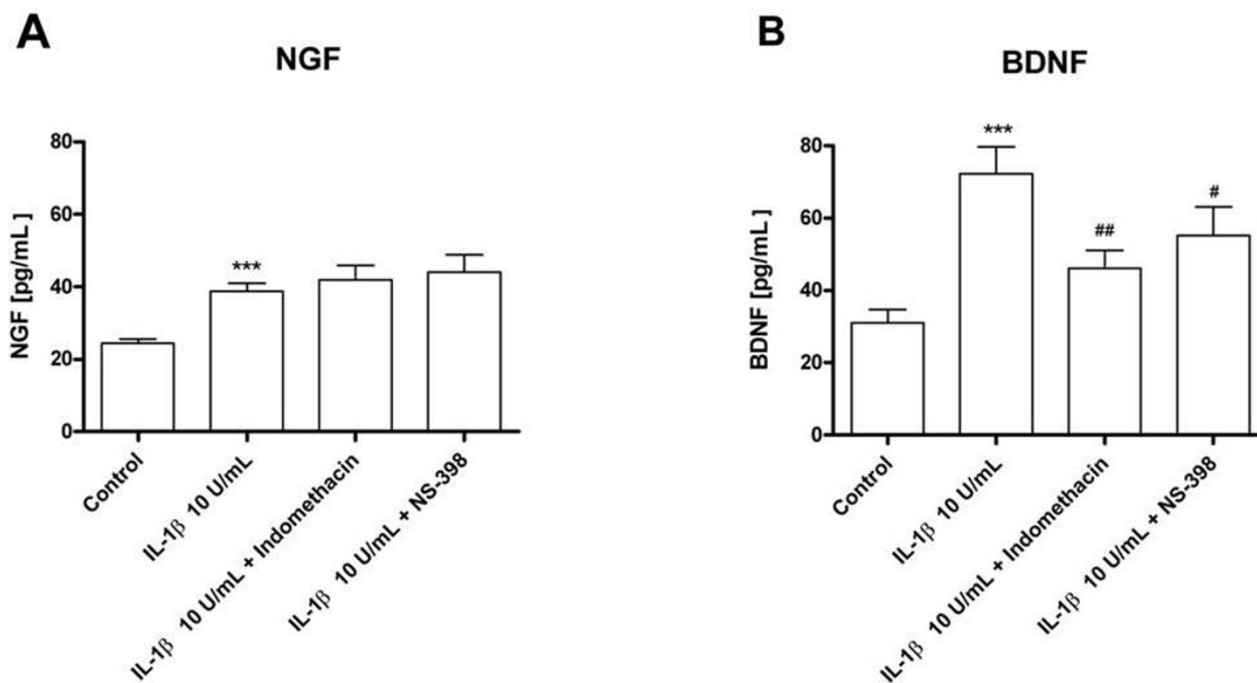 A
NGF
NGF [pg/mL ]
80
60
40
20
0
***
Control
IL-1β 10 U/mL
IL-1β 10 U/mL + Indomethacin
IL-1β 10 U/mL + NS-398
B
BDNF
BDNF [pg/mL ]
80
60
40
20
0
***
##
#
Control
IL-1β 10 U/mL
IL-1β 10 U/mL + Indomethacin
IL-1β 10 U/mL + NS-398